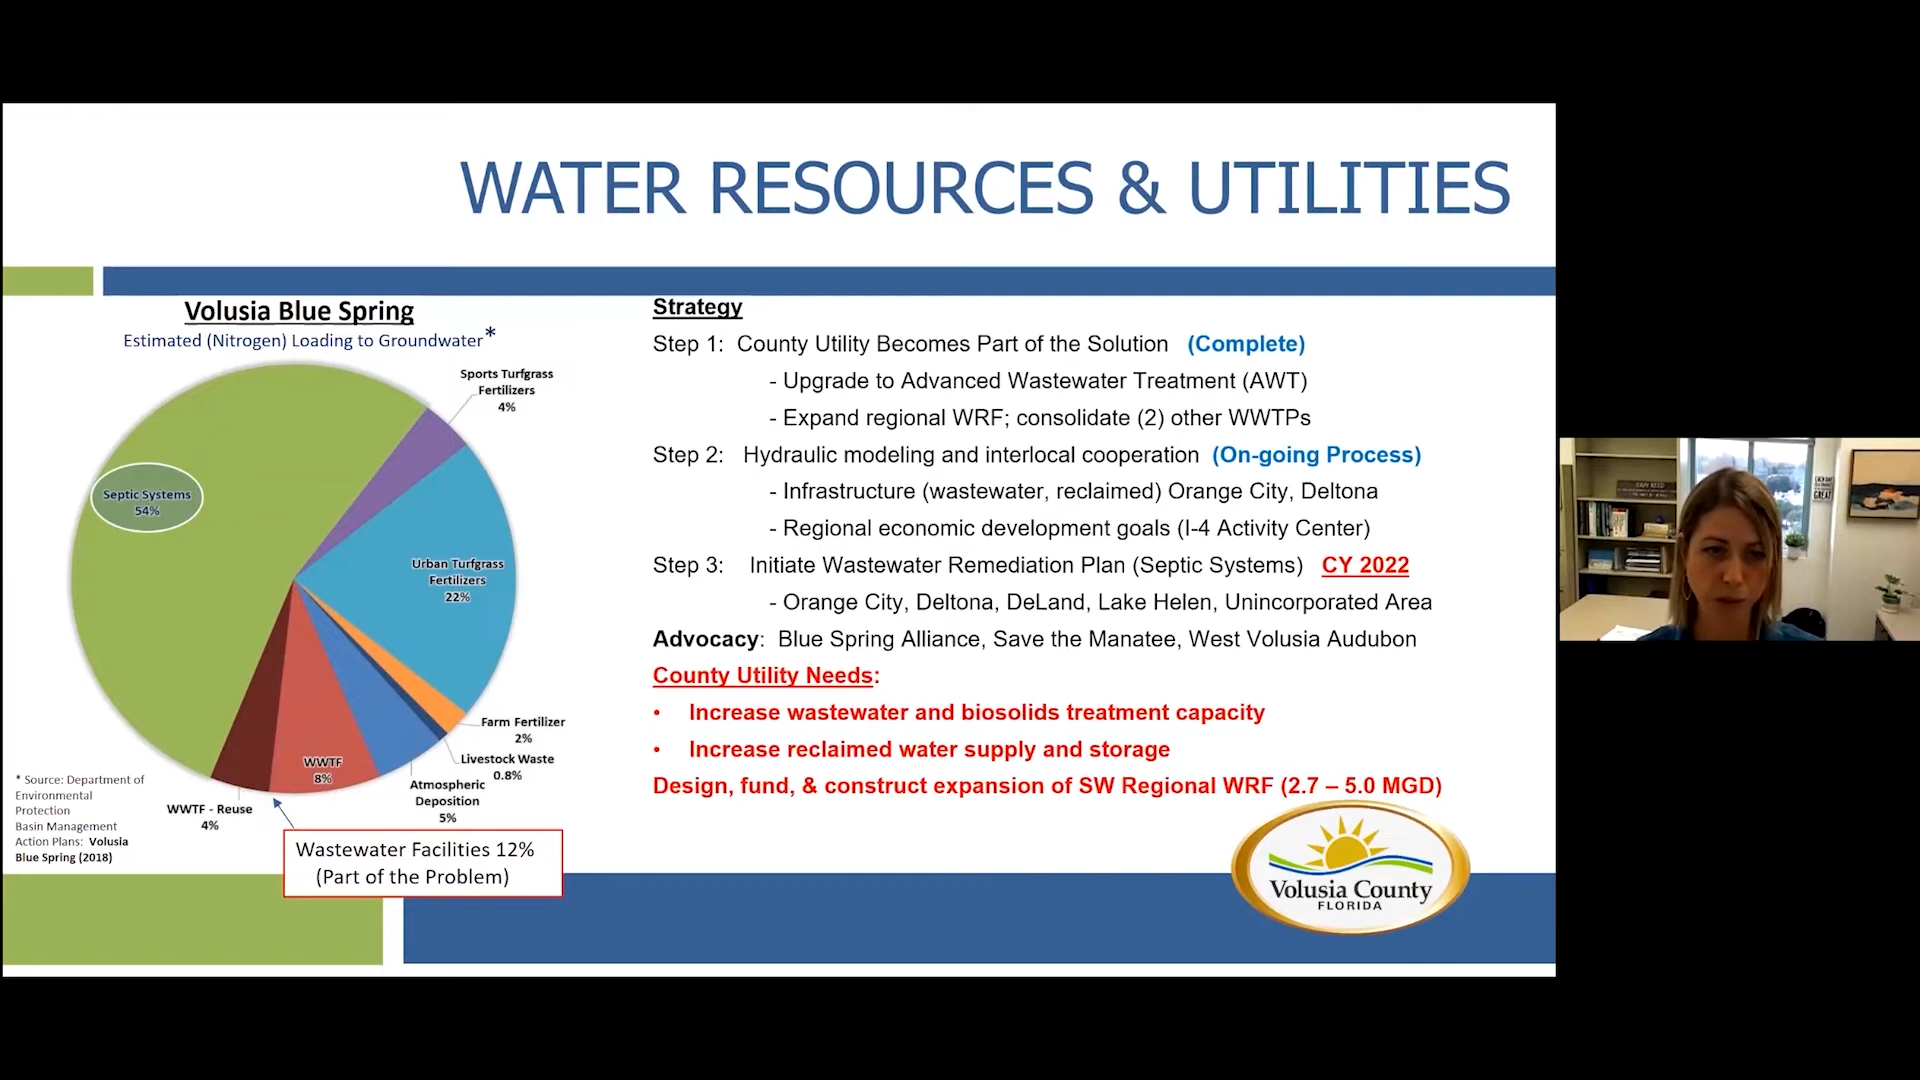 WATER RESOURCES & UTILITIES
Volusia Blue Spring
Estimated (Nitrogen) Loading to Groundwater*
Sports Turfgrass
Fertilizers
4%
Septic Systems
54%
Urban Turfgrass
Fertilizers
22%
Farm Fertilizer
2%
Livestock Waste
0.8%
Atmospheric
Deposition
5%
WWTF
8%
WWTF - Reuse
4%
* Source: Department of
Environmental
Protection
Basin Management
Action Plans: Volusia
Blue Spring (2018)
Wastewater Facilities 12%
(Part of the Problem)
Strategy
Step 1: County Utility Becomes Part of the Solution (Complete)
- Upgrade to Advanced Wastewater Treatment (AWT)
- Expand regional WRF; consolidate (2) other WWTPs
Step 2: Hydraulic modeling and interlocal cooperation (On-going Process)
- Infrastructure (wastewater, reclaimed) Orange City, Deltona
- Regional economic development goals (I-4 Activity Center)
Step 3: Initiate Wastewater Remediation Plan (Septic Systems) CY 2022
- Orange City, Deltona, DeLand, Lake Helen, Unincorporated Area
Advocacy: Blue Spring Alliance, Save the Manatee, West Volusia Audubon
County Utility Needs:
• Increase wastewater and biosolids treatment capacity
• Increase reclaimed water supply and storage
Design, fund, & construct expansion of SW Regional WRF (2.7 – 5.0 MGD)
Volusia County
FLORIDA